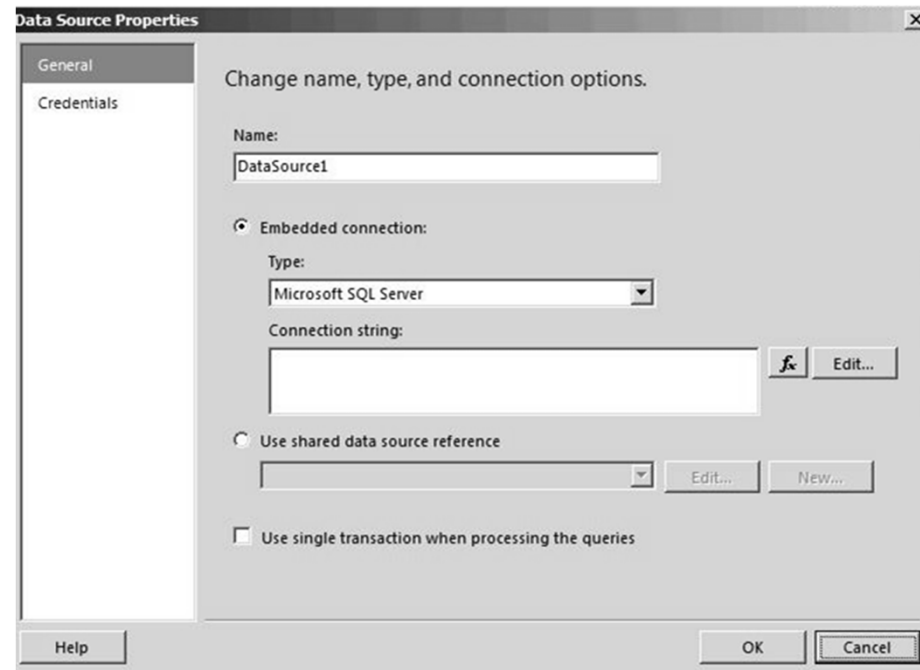 Data Source Properties
General
Credentials
Change name, type, and connection options.
Name:
DataSource1
Embedded connection:
Type:
Microsoft SQL Server
Connection string:
fx Edit...
Use shared data source reference
Edit... New...
Use single transaction when processing the queries
Help OK Cancel